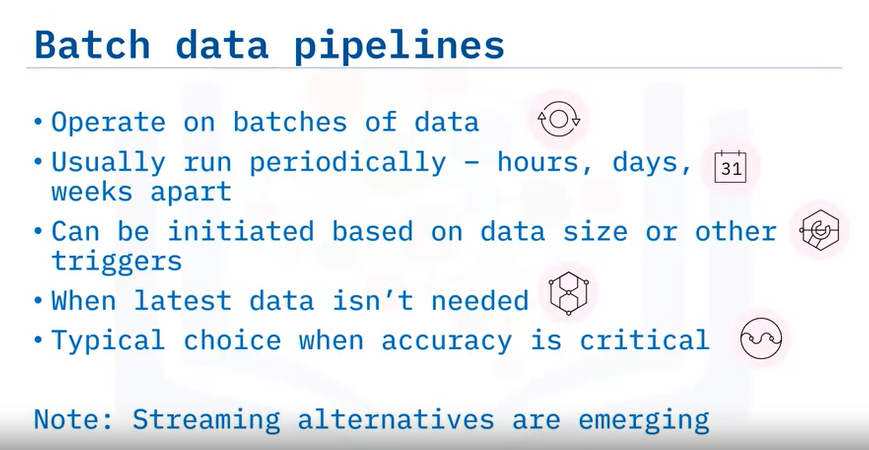 Batch data pipelines
• Operate on batches of data
• Usually run periodically – hours, days,
weeks apart
31
• Can be initiated based on data size or other
triggers
• When latest data isn’t needed
• Typical choice when accuracy is critical
Note: Streaming alternatives are emerging